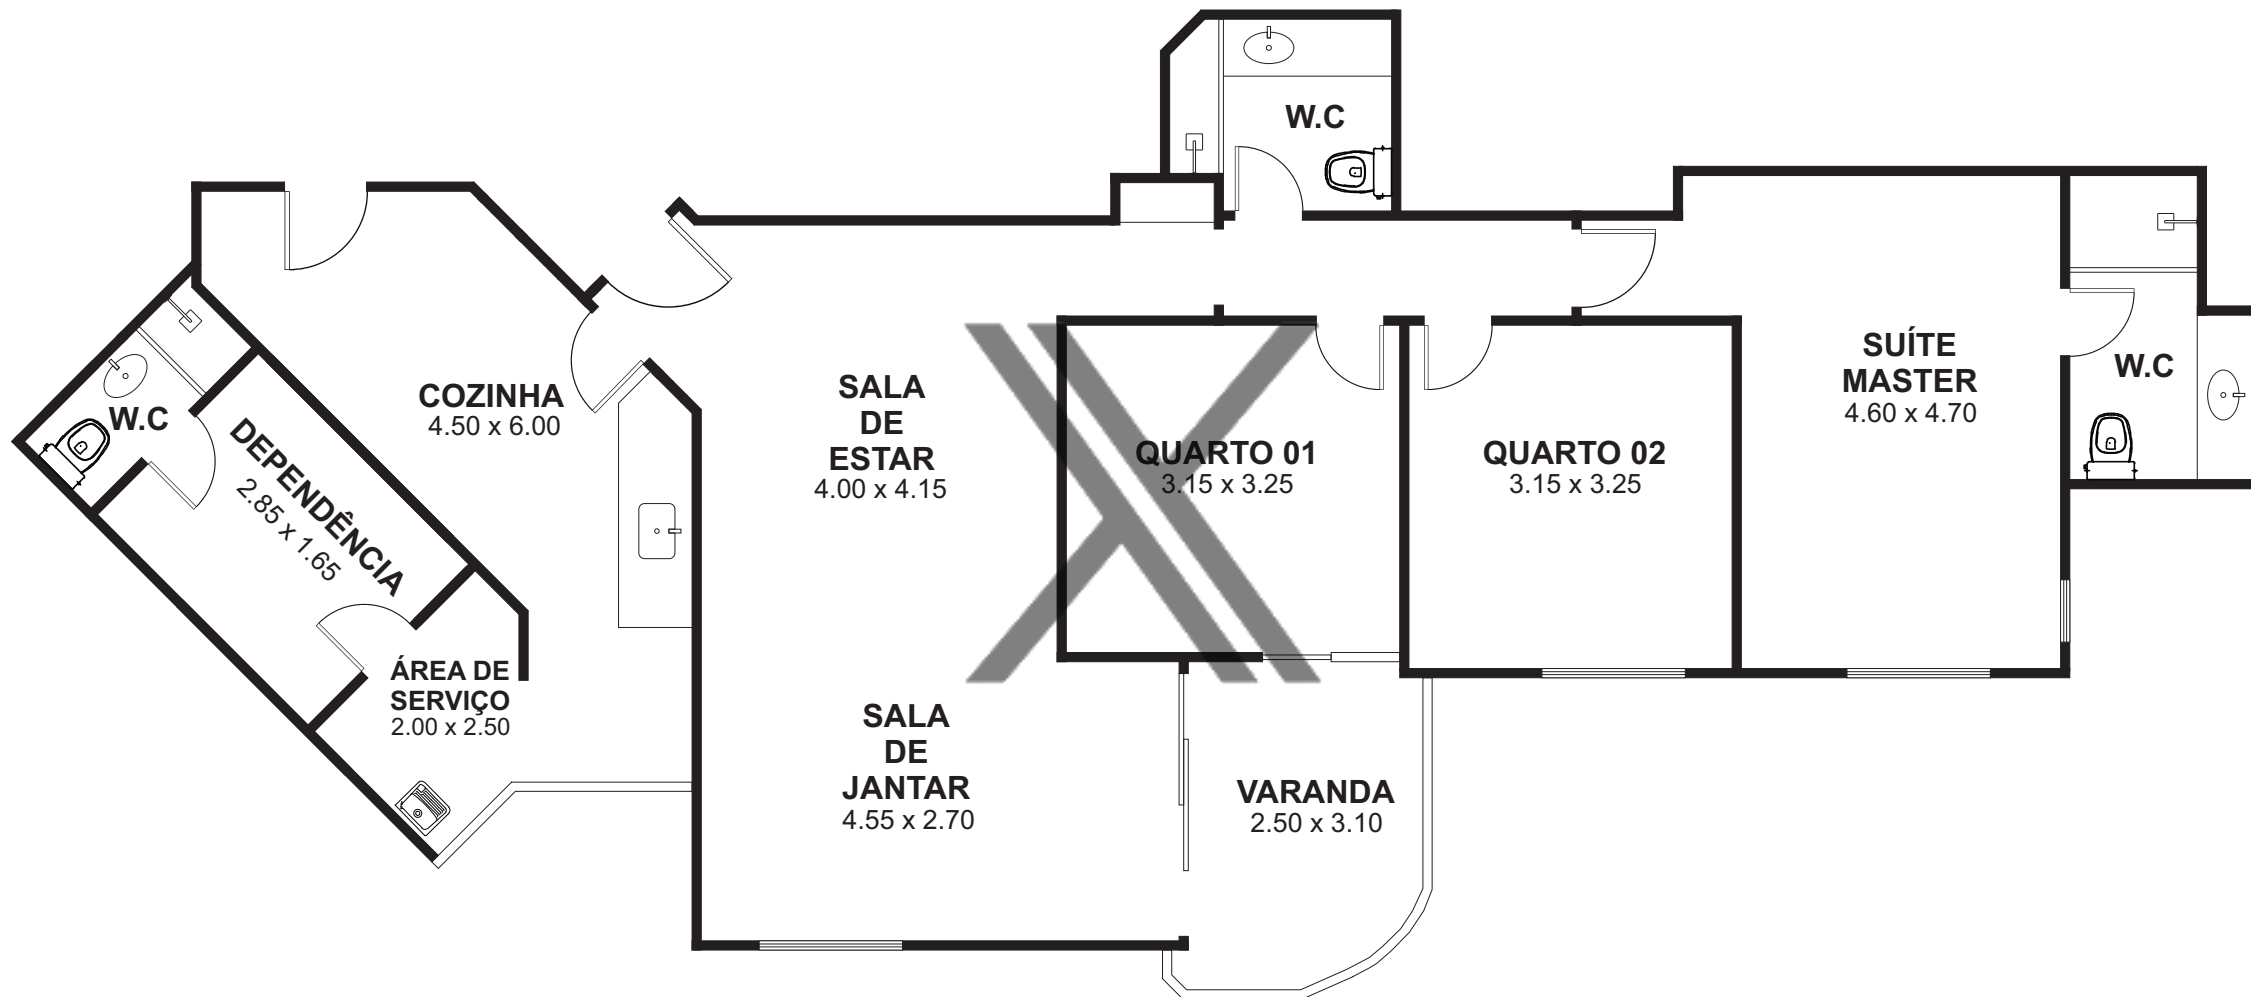 W.C
W.C
DEPENDÊNCIA
2.85 x 1.65
COZINHA
4.50 x 6.00
ÁREA DE
SERVIÇO
2.00 x 2.50
SALA
DE
ESTAR
4.00 x 4.15
SALA
DE
JANTAR
4.55 x 2.70
QUARTO 01
3.15 x 3.25
VARANDA
2.50 x 3.10
QUARTO 02
3.15 x 3.25
SUÍTE
MASTER
4.60 x 4.70
W.C